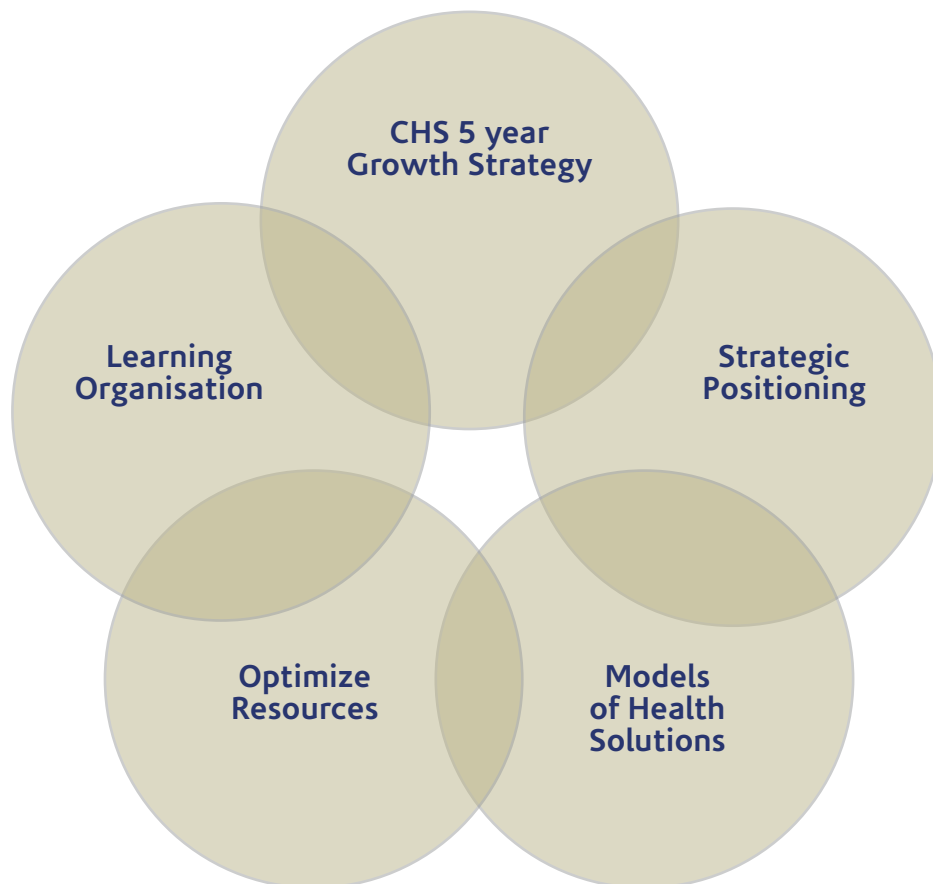 CHS 5 year
Growth Strategy
Learning
Organisation
Strategic
Positioning
Optimize
Resources
Models
of Health
Solutions